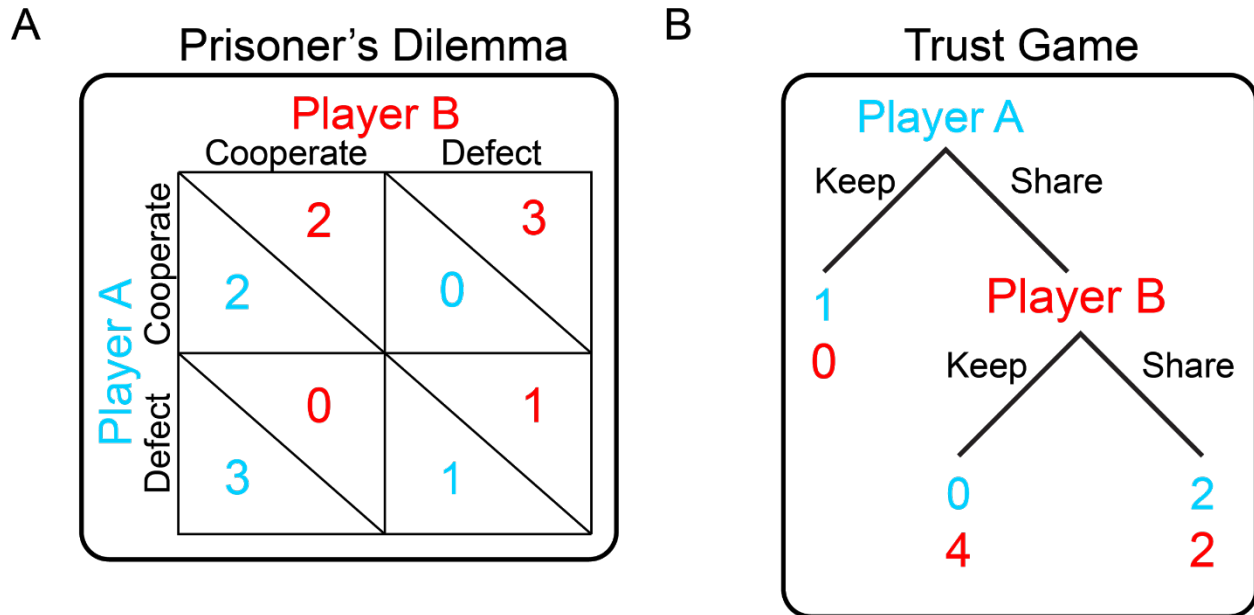 A
Prisoner's Dilemma
Player B
Cooperate Defect
Player A
Cooperate
Defect
2 3
2 0
0 1
3 1
B
Trust Game
Player A
Keep Share
1
0
Player B
Keep Share
0 2
4 2